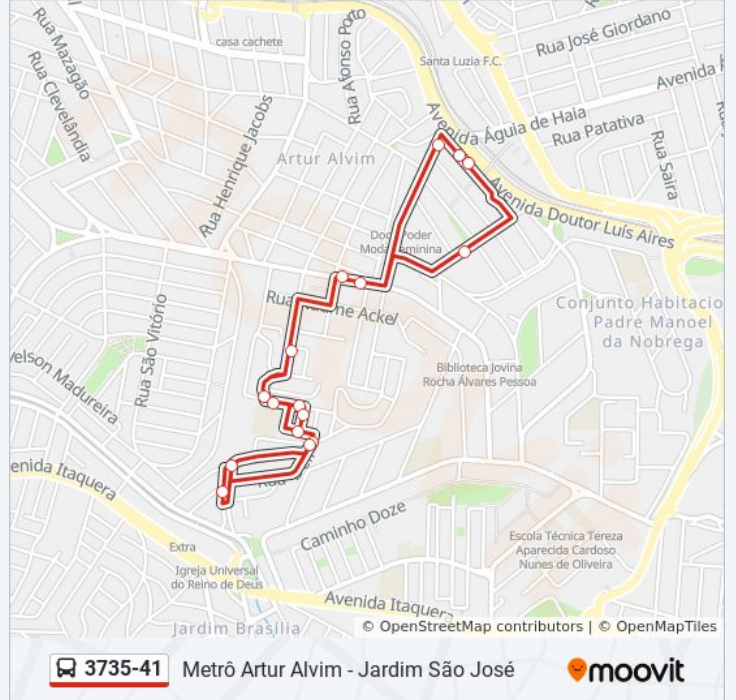 Rua Mazagão
Rua Clevelândia
casa cachete
Rua Afonso Porto
Santa Luzia F.C.
Rua José Giordano
Avenida Á
Avenida Águia de Haia
Rua Patativa
Rua Saíra
Rua Henrique Jacobs
Artur Alvim
Avenida Doutor Luís Aires
Moda
Rua São Vitório
Ackel
Conjunto Habitacio
Padre Manoel
da Nobrega
Biblioteca Jovina
Rocha Álvares Pessoa
velson Madureira
enida Itaquera
Caminho Doze
Extra
Igreja Universal
do Reino de Deus
Escola Técnica Tereza
Aparecida Cardoso
Nunes de Oliveira
Avenida Itaquera
Jardim Brasília
© OpenStreetMap contributors | © OpenMapTiles
3735-41 Metrô Artur Alvim - Jardim São José moovit